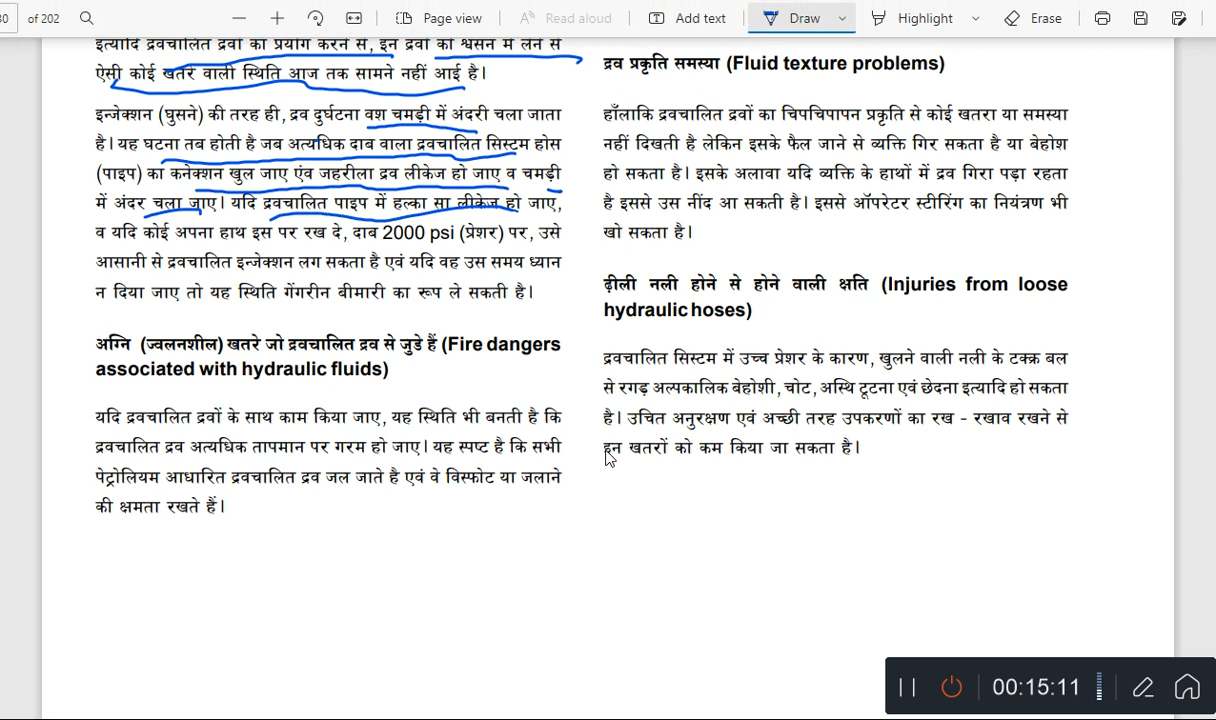 30 of 202 Page view Read aloud Add text Draw Highlight Erase
इत्यादि द्रवचालित द्रवों का प्रयोग करने से, इन द्रवों को श्वसन में लेने से
ऐसी कोई खतरे वाली स्थिति आज तक सामने नहीं आई है।
इन्जेक्शन (घुसने) की तरह ही, द्रव दुर्घटना वश चमड़ी में अंदरी चला जाता
है। यह घटना तब होती है जब अत्यधिक दाब वाला द्रवचालित सिस्टम होस
(पाइप) का कनेक्शन खुल जाए एंव जहरीला द्रव लीकेज हो जाए व चमड़ी
में अंदर चला जाए। यदि द्रवचालित पाइप में हल्का सा लीकेज हो जाए,
व यदि कोई अपना हाथ इस पर रख दे, दाब 2000 psi (प्रेशर) पर, उसे
आसानी से द्रवचालित इन्जेक्शन लग सकता है एवं यदि वह उस समय ध्यान
न दिया जाए तो यह स्थिति गेंगरीन बीमारी का रूप ले सकती है।
अग्नि (ज्वलनशील) खतरे जो द्रवचालित द्रव से जुडे हैं (Fire dangers
associated with hydraulic fluids)
यदि द्रवचालित द्रवों के साथ काम किया जाए, यह स्थिति भी बनती है कि
द्रवचालित द्रव अत्यधिक तापमान पर गरम हो जाए। यह स्पष्ट है कि सभी
पेट्रोलियम आधारित द्रवचालित द्रव जल जाते है एवं वे विस्फोट या जलाने
की क्षमता रखते हैं।
द्रव प्रकृति समस्या (Fluid texture problems)
हाँलाकि द्रवचालित द्रवों का चिपचिपापन प्रकृति से कोई खतरा या समस्या
नहीं दिखती है लेकिन इसके फैल जाने से व्यक्ति गिर सकता है या बेहोश
हो सकता है। इसके अलावा यदि व्यक्ति के हाथों में द्रव गिरा पड़ा रहता
है इससे उस नींद आ सकती है। इससे ऑपरेटर स्टीरिंग का नियंत्रण भी
खो सकता है।
ढ़ीली नली होने से होने वाली क्षति (Injuries from loose
hydraulic hoses)
द्रवचालित सिस्टम में उच्च प्रेशर के कारण, खुलने वाली नली के टक्क्र बल
से रगड़ अल्पकालिक बेहोशी, चोट, अस्थि टूटना एवं छेदना इत्यादि हो सकता
है। उचित अनुरक्षण एवं अच्छी तरह उपकरणों का रख - रखाव रखने से
इन खतरों को कम किया जा सकता है।
00:15:11